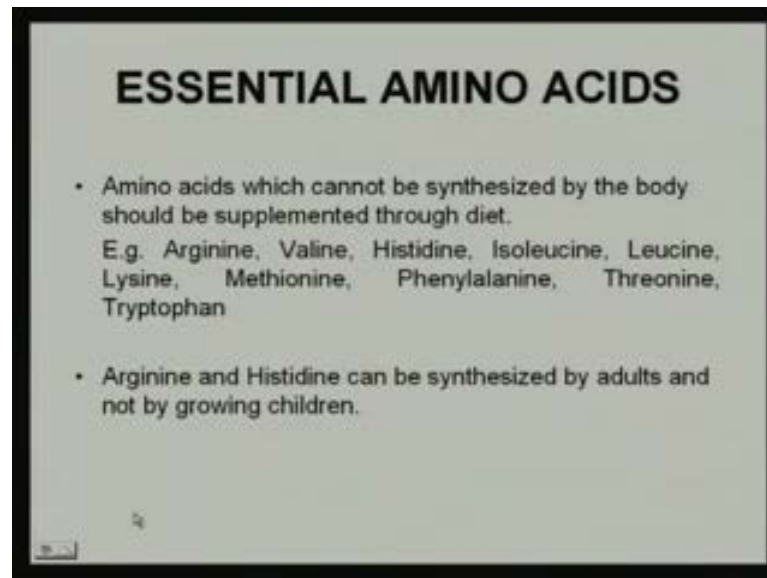 ESSENTIAL AMINO ACIDS
• Amino acids which cannot be synthesized by the body
should be supplemented through diet.
E.g. Arginine, Valine, Histidine, Isoleucine, Leucine,
Lysine, Methionine, Phenylalanine, Threonine,
Tryptophan
• Arginine and Histidine can be synthesized by adults and
not by growing children.